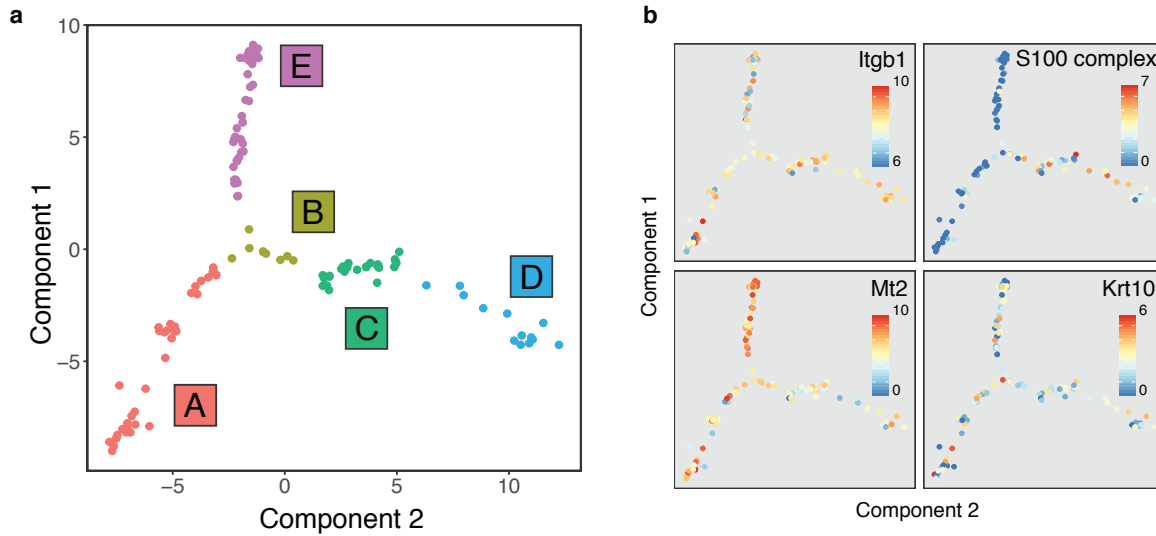 a
10
5
0
−5
E
B
D
C
A
−5
0
5
10
Component 2
Component 1
b
Itgb1
10
6
S100 complex
7
0
Mt2
10
0
Krt10
6
0
Component 1
Component 2